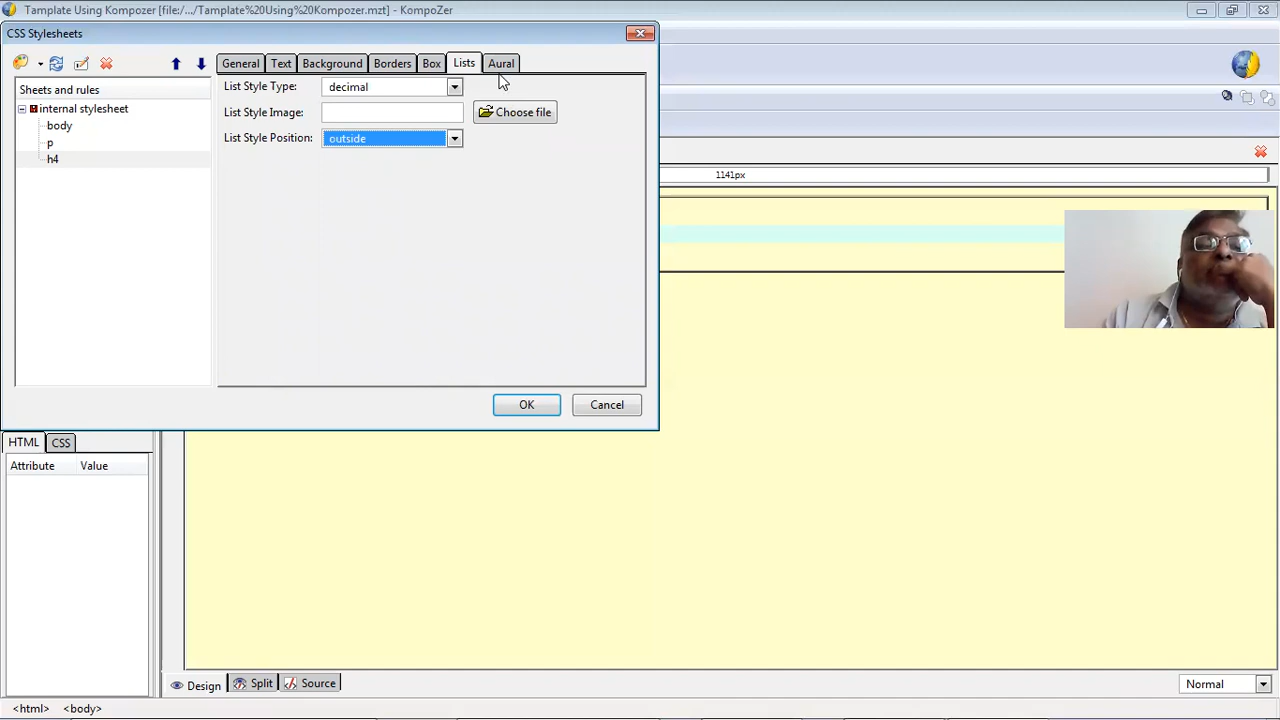 Tamplate Using Kompozer [file:/.../Tamplate%20Using%20Kompozer.mzt] - KompoZer
CSS Stylesheets
General Text Background Borders Box Lists Aural
Sheets and rules
internal stylesheet
body
p
h4
List Style Type: decimal
List Style Image: Choose file
List Style Position: outside
1141px
OK Cancel
HTML CSS
Attribute Value
Design Split Source Normal
<html> <body>